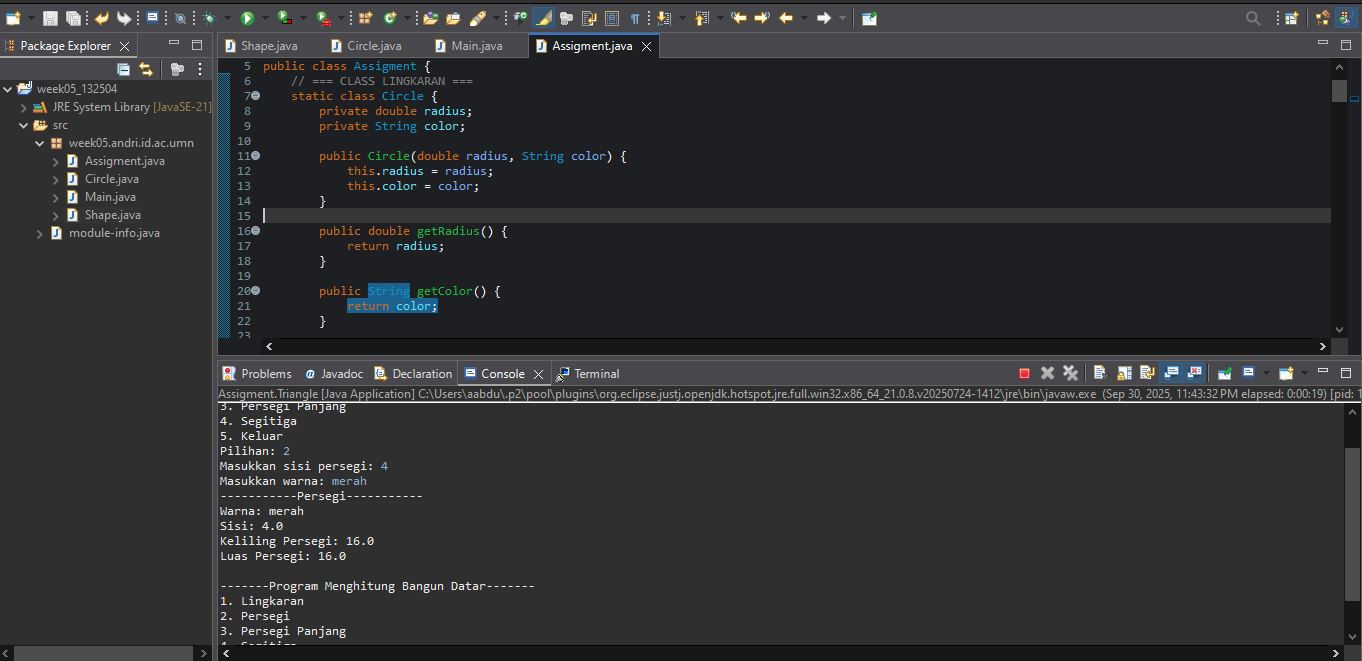 Package Explorer
week05_132504
JRE System Library [JavaSE-21]
src
week05.andri.id.ac.umn
Assigment.java
Circle.java
Main.java
Shape.java
module-info.java
Shape.java Circle.java Main.java Assigment.java
5 public class Assigment {
6 // === CLASS LINGKARAN ===
7 static class Circle {
8 private double radius;
9 private String color;
10
11 public Circle(double radius, String color) {
12 this.radius = radius;
13 this.color = color;
14 }
15
16 public double getRadius() {
17 return radius;
18 }
19
20 public String getColor() {
21 return color;
22 }
23
Problems @ Javadoc Declaration Console Terminal
Assigment.Triangle [Java Application] C:\Users\aabdu\.p2\pool\plugins\org.eclipse.justj.openjdk.hotspot.jre.full.win32.x86_64_21.0.8.v20250724-1412\jre\bin\javaw.exe (Sep 30, 2025, 11:43:32 PM elapsed: 0:00:19) [pid: 1
3. Persegi Panjang
4. Segitiga
5. Keluar
Pilihan: 2
Masukkan sisi persegi: 4
Masukkan warna: merah
-----------Persegi-----------
Warna: merah
Sisi: 4.0
Keliling Persegi: 16.0
Luas Persegi: 16.0
-------Program Menghitung Bangun Datar-------
1. Lingkaran
2. Persegi
3. Persegi Panjang
4. Segitiga